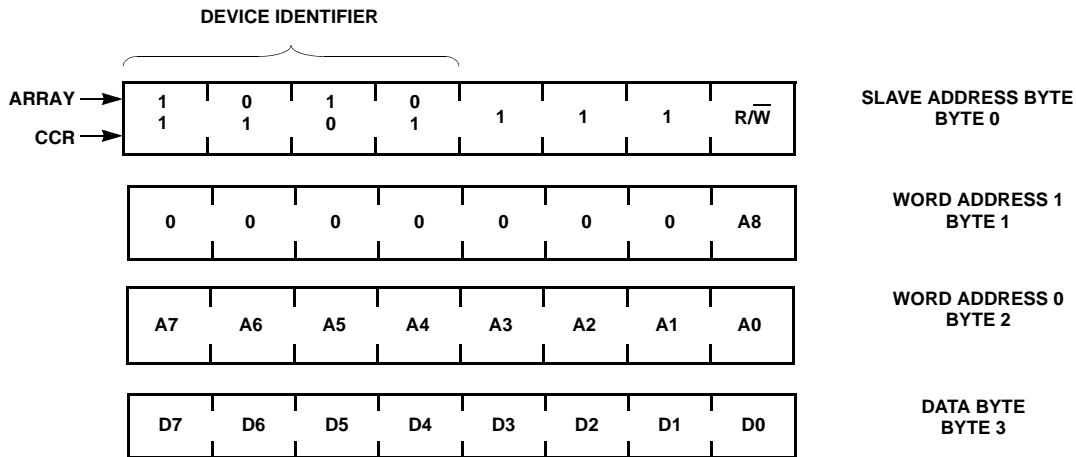 DEVICE IDENTIFIER
ARRAY 1 0 1 0
CCR 1 1 0 1 1 1 1 R/W̅
SLAVE ADDRESS BYTE
BYTE 0
0 0 0 0 0 0 0 A8
WORD ADDRESS 1
BYTE 1
A7 A6 A5 A4 A3 A2 A1 A0
WORD ADDRESS 0
BYTE 2
D7 D6 D5 D4 D3 D2 D1 D0
DATA BYTE
BYTE 3